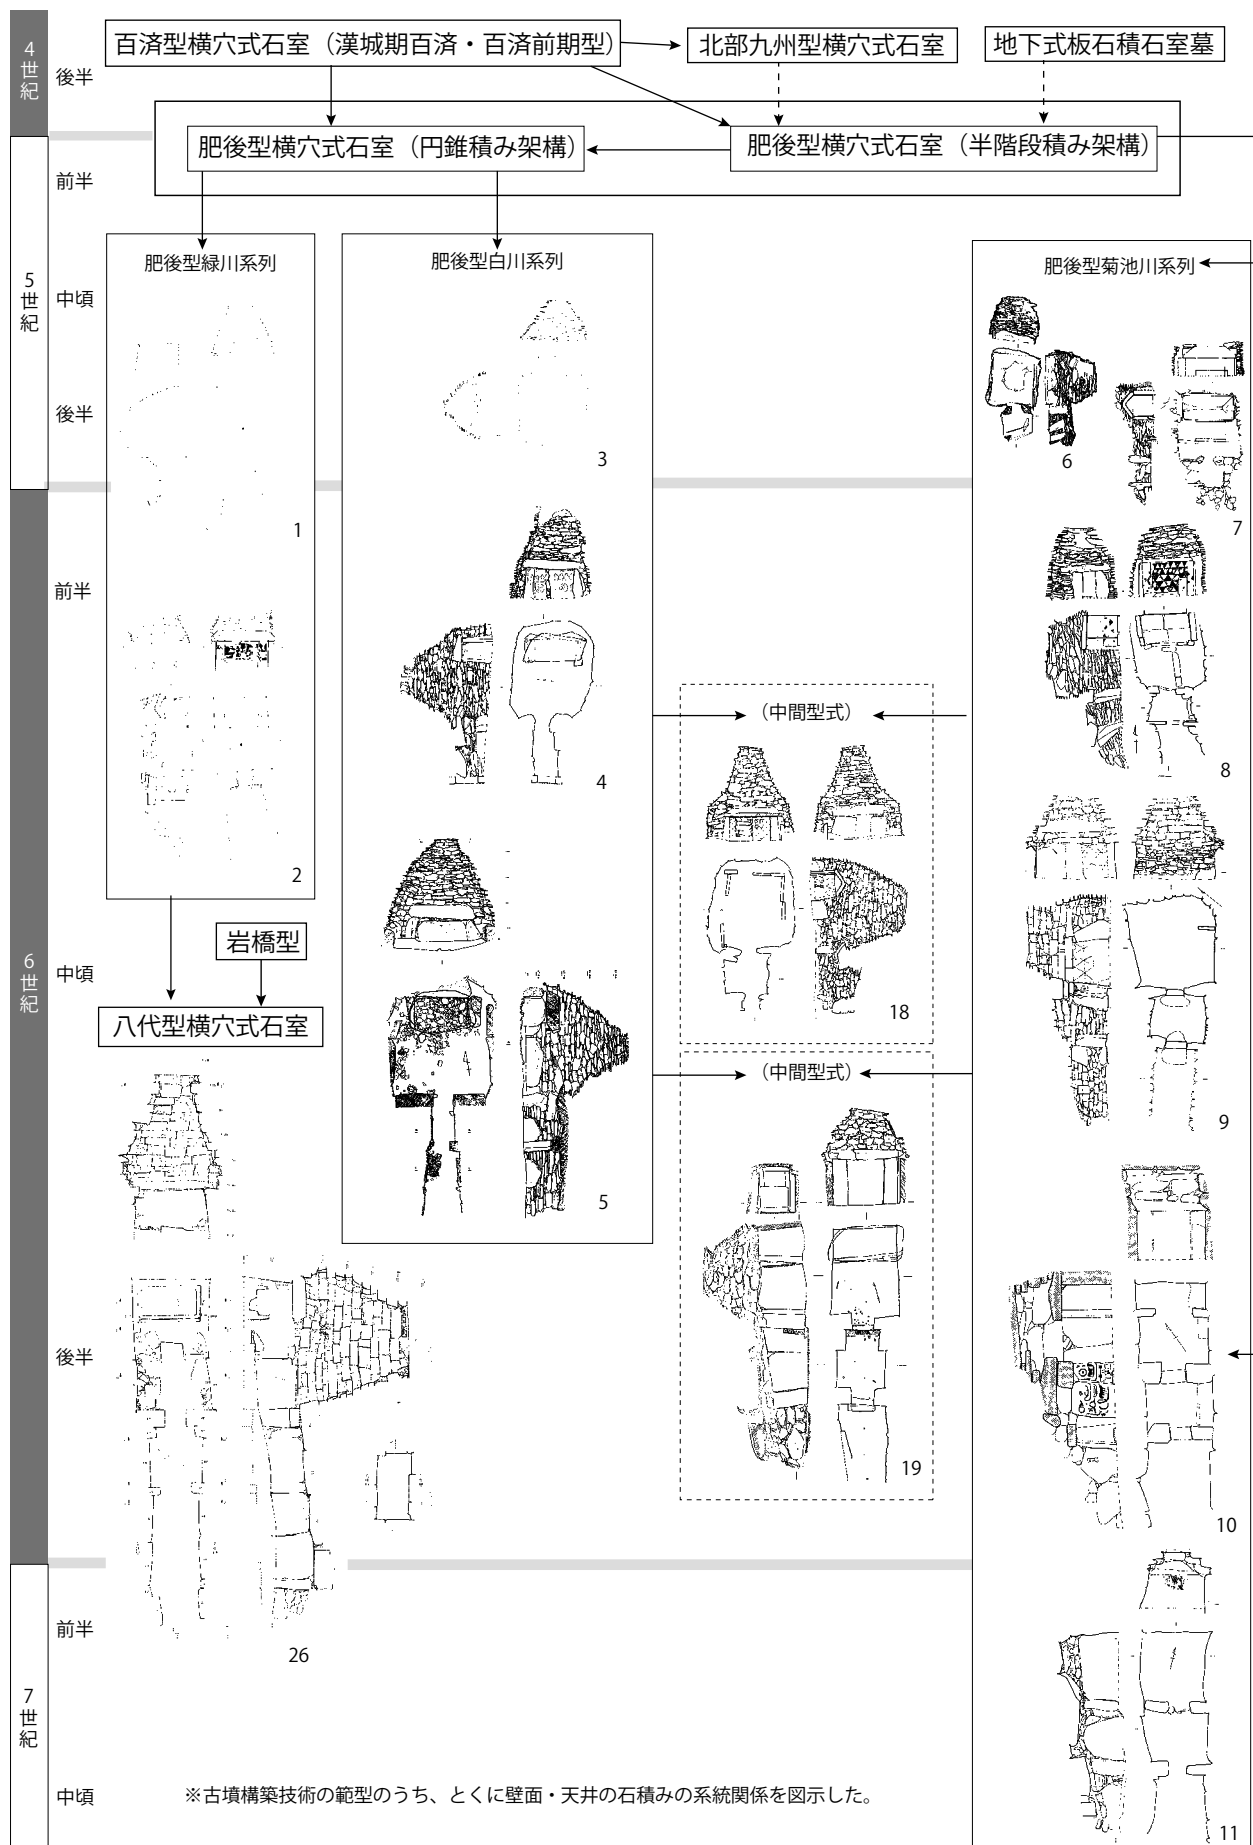 4世紀
後半
百済型横穴式石室（漢城期百済・百済前期型）
北部九州型横穴式石室
地下式板石積石室墓
肥後型横穴式石室（円錐積み架構）
肥後型横穴式石室（半階段積み架構）
5世紀
前半
中頃
後半
肥後型緑川系列
肥後型白川系列
肥後型菊池川系列
1
2
3
4
5
6
7
8
9
10
11
6世紀
前半
中頃
後半
（中間型式）
18
（中間型式）
19
岩橋型
八代型横穴式石室
26
7世紀
前半
中頃
※古墳構築技術の範型のうち、とくに壁面・天井の石積みの系統関係を図示した。